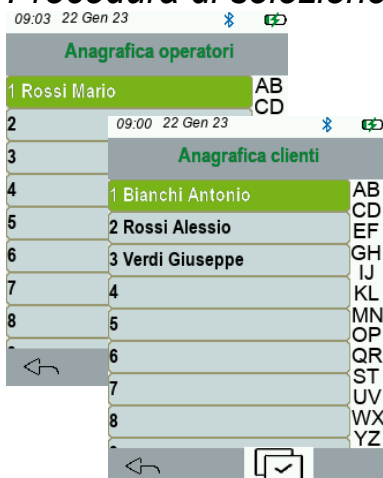 Procedura di selezione
09:03 22 Gen 23
Anagrafica operatori
1 Rossi Mario
2
3
4
5
6
7
8
AB
CD
09:00 22 Gen 23
Anagrafica clienti
1 Bianchi Antonio
2 Rossi Alessio
3 Verdi Giuseppe
4
5
6
7
8
AB
CD
EF
GH
IJ
KL
MN
OP
QR
ST
UV
WX
YZ